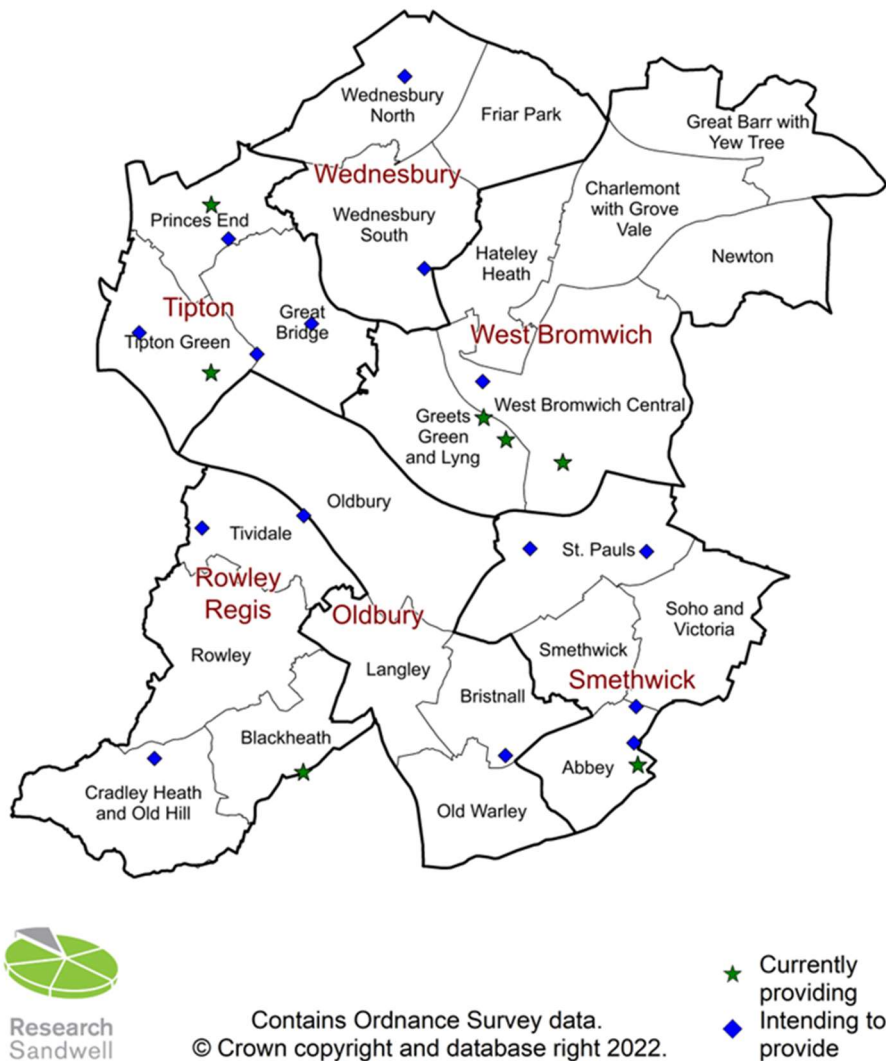 Wednesbury
North
Friar Park
Great Barr with
Yew Tree
Wednesbury
Charlemont
with Grove
Vale
Princes End
Wednesbury
South
Hateley
Heath
Newton
Tipton
Great
Bridge
Tipton Green
West Bromwich
West Bromwich Central
Greets
Green
and Lyng
Oldbury
Tividale
St. Pauls
Rowley
Regis
Oldbury
Soho and
Victoria
Smethwick
Rowley
Langley
Smethwick
Bristnall
Blackheath
Abbey
Cradley Heath
and Old Hill
Old Warley
Research
Sandwell
Contains Ordnance Survey data.
© Crown copyright and database right 2022.
Currently
providing
Intending to
provide